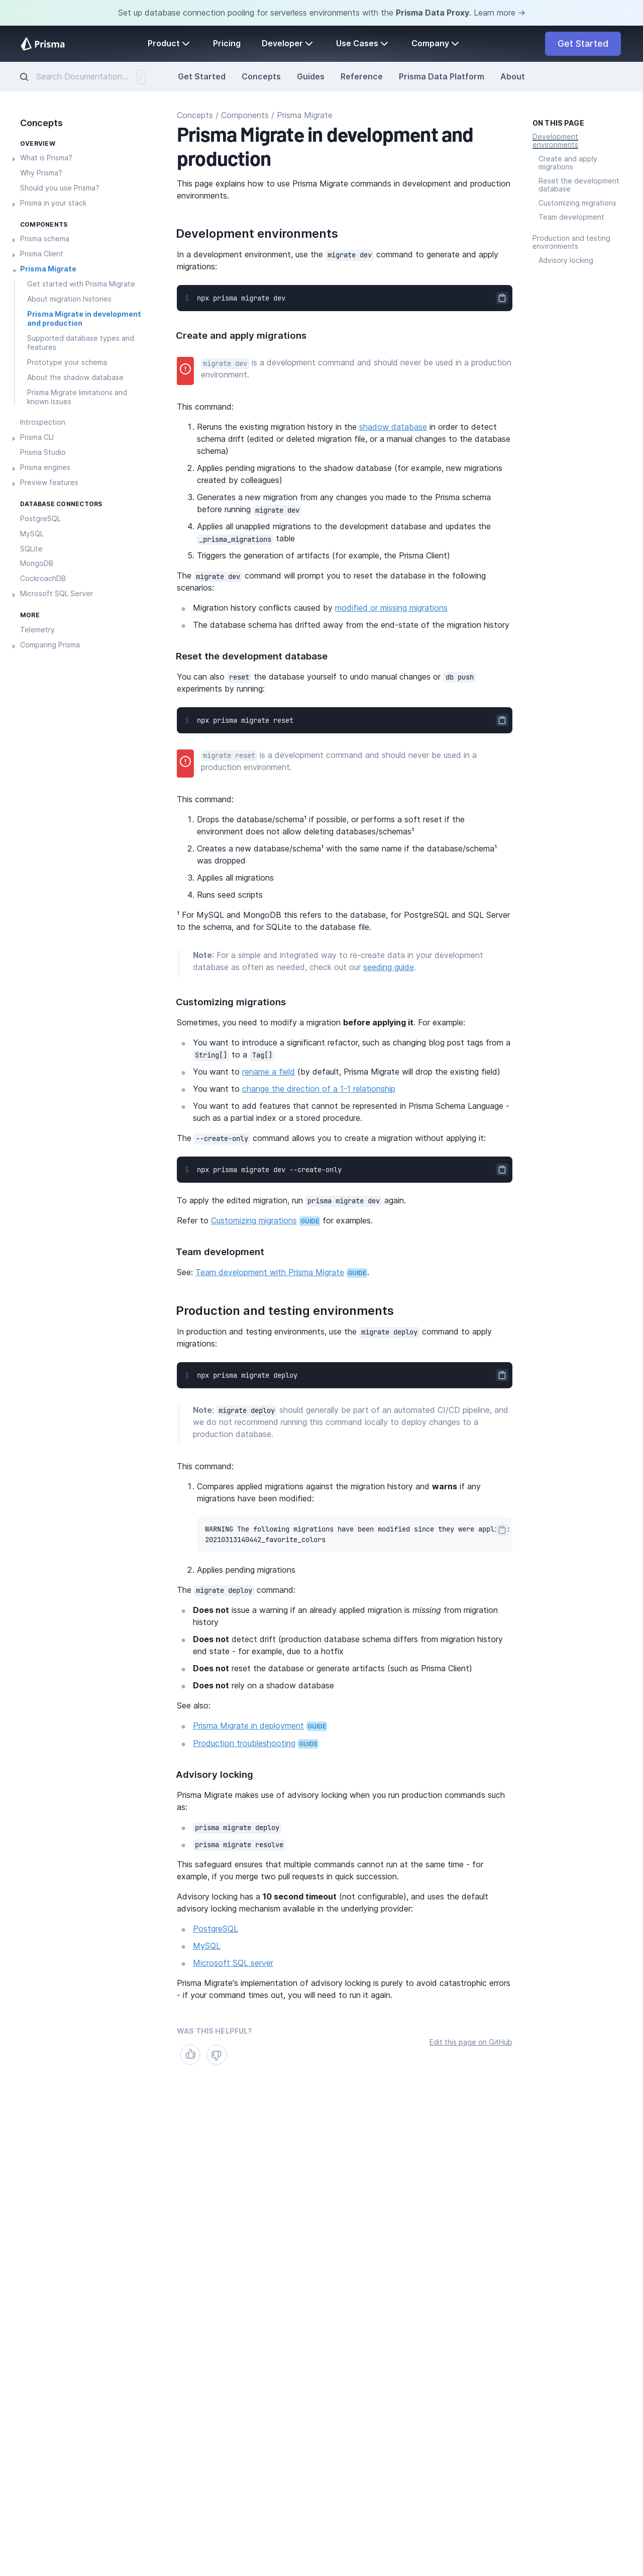 Set up database connection pooling for serverless environments with the Prisma Data Proxy. Learn more →
Prisma
Product
Pricing
Developer
Use Cases
Company
Get Started
Search Documentation...
/
Get Started
Concepts
Guides
Reference
Prisma Data Platform
About
Concepts
OVERVIEW
What is Prisma?
Why Prisma?
Should you use Prisma?
Prisma in your stack
COMPONENTS
Prisma schema
Prisma Client
Prisma Migrate
Get started with Prisma Migrate
About migration histories
Prisma Migrate in development
and production
Supported database types and
features
Prototype your schema
About the shadow database
Prisma Migrate limitations and
known issues
Introspection
Prisma CLI
Prisma Studio
Prisma engines
Preview features
DATABASE CONNECTORS
PostgreSQL
MySQL
SQLite
MongoDB
CockroachDB
Microsoft SQL Server
MORE
Telemetry
Comparing Prisma
Concepts / Components / Prisma Migrate
Prisma Migrate in development and
production
This page explains how to use Prisma Migrate commands in development and production
environments.
Development environments
In a development environment, use the migrate dev command to generate and apply
migrations:
$ npx prisma migrate dev
Create and apply migrations
migrate dev is a development command and should never be used in a production
environment.
This command:
1. Reruns the existing migration history in the shadow database in order to detect
schema drift (edited or deleted migration file, or a manual changes to the database
schema)
2. Applies pending migrations to the shadow database (for example, new migrations
created by colleagues)
3. Generates a new migration from any changes you made to the Prisma schema
before running migrate dev
4. Applies all unapplied migrations to the development database and updates the
_prisma_migrations table
5. Triggers the generation of artifacts (for example, the Prisma Client)
The migrate dev command will prompt you to reset the database in the following
scenarios:
Migration history conflicts caused by modified or missing migrations
The database schema has drifted away from the end-state of the migration history
Reset the development database
You can also reset the database yourself to undo manual changes or db push
experiments by running:
$ npx prisma migrate reset
migrate reset is a development command and should never be used in a
production environment.
This command:
1. Drops the database/schema¹ if possible, or performs a soft reset if the
environment does not allow deleting databases/schemas¹
2. Creates a new database/schema¹ with the same name if the database/schema¹
was dropped
3. Applies all migrations
4. Runs seed scripts
¹ For MySQL and MongoDB this refers to the database, for PostgreSQL and SQL Server
to the schema, and for SQLite to the database file.
Note: For a simple and integrated way to re-create data in your development
database as often as needed, check out our seeding guide.
Customizing migrations
Sometimes, you need to modify a migration before applying it. For example:
You want to introduce a significant refactor, such as changing blog post tags from a
String[] to a Tag[]
You want to rename a field (by default, Prisma Migrate will drop the existing field)
You want to change the direction of a 1-1 relationship
You want to add features that cannot be represented in Prisma Schema Language -
such as a partial index or a stored procedure.
The --create-only command allows you to create a migration without applying it:
$ npx prisma migrate dev --create-only
To apply the edited migration, run prisma migrate dev again.
Refer to Customizing migrations GUIDE for examples.
Team development
See: Team development with Prisma Migrate GUIDE.
Production and testing environments
In production and testing environments, use the migrate deploy command to apply
migrations:
$ npx prisma migrate deploy
Note: migrate deploy should generally be part of an automated CI/CD pipeline, and
we do not recommend running this command locally to deploy changes to a
production database.
This command:
1. Compares applied migrations against the migration history and warns if any
migrations have been modified:
WARNING The following migrations have been modified since they were appli :
20210313140442_favorite_colors
2. Applies pending migrations
The migrate deploy command:
Does not issue a warning if an already applied migration is missing from migration
history
Does not detect drift (production database schema differs from migration history
end state - for example, due to a hotfix
Does not reset the database or generate artifacts (such as Prisma Client)
Does not rely on a shadow database
See also:
Prisma Migrate in deployment GUIDE
Production troubleshooting GUIDE
Advisory locking
Prisma Migrate makes use of advisory locking when you run production commands such
as:
prisma migrate deploy
prisma migrate resolve
This safeguard ensures that multiple commands cannot run at the same time - for
example, if you merge two pull requests in quick succession.
Advisory locking has a 10 second timeout (not configurable), and uses the default
advisory locking mechanism available in the underlying provider:
PostgreSQL
MySQL
Microsoft SQL server
Prisma Migrate's implementation of advisory locking is purely to avoid catastrophic errors
- if your command times out, you will need to run it again.
WAS THIS HELPFUL?
Edit this page on GitHub
ON THIS PAGE
Development
environments
Create and apply
migrations
Reset the development
database
Customizing migrations
Team development
Production and testing
environments
Advisory locking